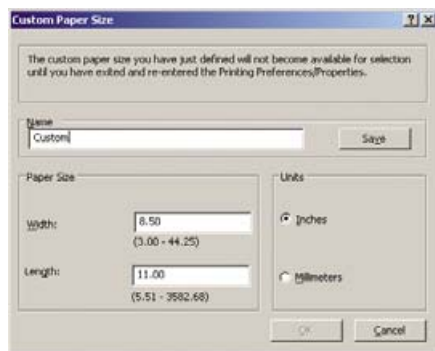 Custom Paper Size
? X
The custom paper size you have just defined will not become available for selection
until you have exited and re-entered the Printing Preferences/Properties.
Name
Custom
Save
Paper Size
Width:
8.50
(3.00 - 44.25)
Length:
11.00
(5.51 - 3582.68)
Units
Inches
Millimeters
OK
Cancel